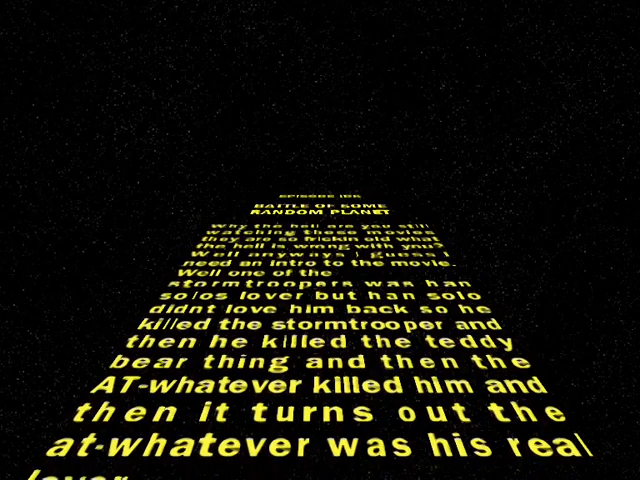 EPISODE IDK
BATTLE OF SOME
RANDOM PLANET
Why the hell are you still
watching these movies
they are so friskin old what
the hell is wrong with you?
Well anyways i guess i
need an intro to the movie.
Well one of the
stormtroopers was han
solos lover but han solo
didnt love him back so he
killed the stormtrooper and
then he killed the teddy
bear thing and then the
AT-whatever killed him and
then it turns out the
at-whatever was his real
lover